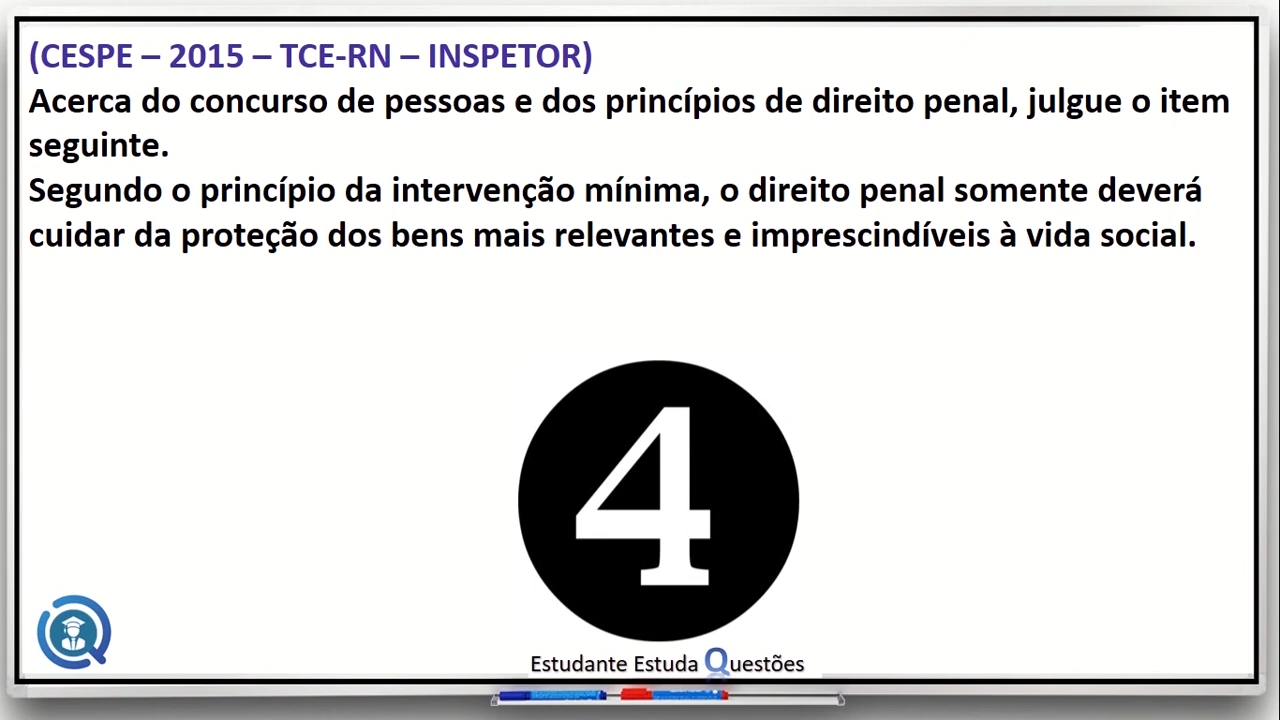 (CESPE – 2015 – TCE-RN – INSPETOR)
Acerca do concurso de pessoas e dos princípios de direito penal, julgue o item
seguinte.
Segundo o princípio da intervenção mínima, o direito penal somente deverá
cuidar da proteção dos bens mais relevantes e imprescindíveis à vida social.
4
Estudante Estuda Questões